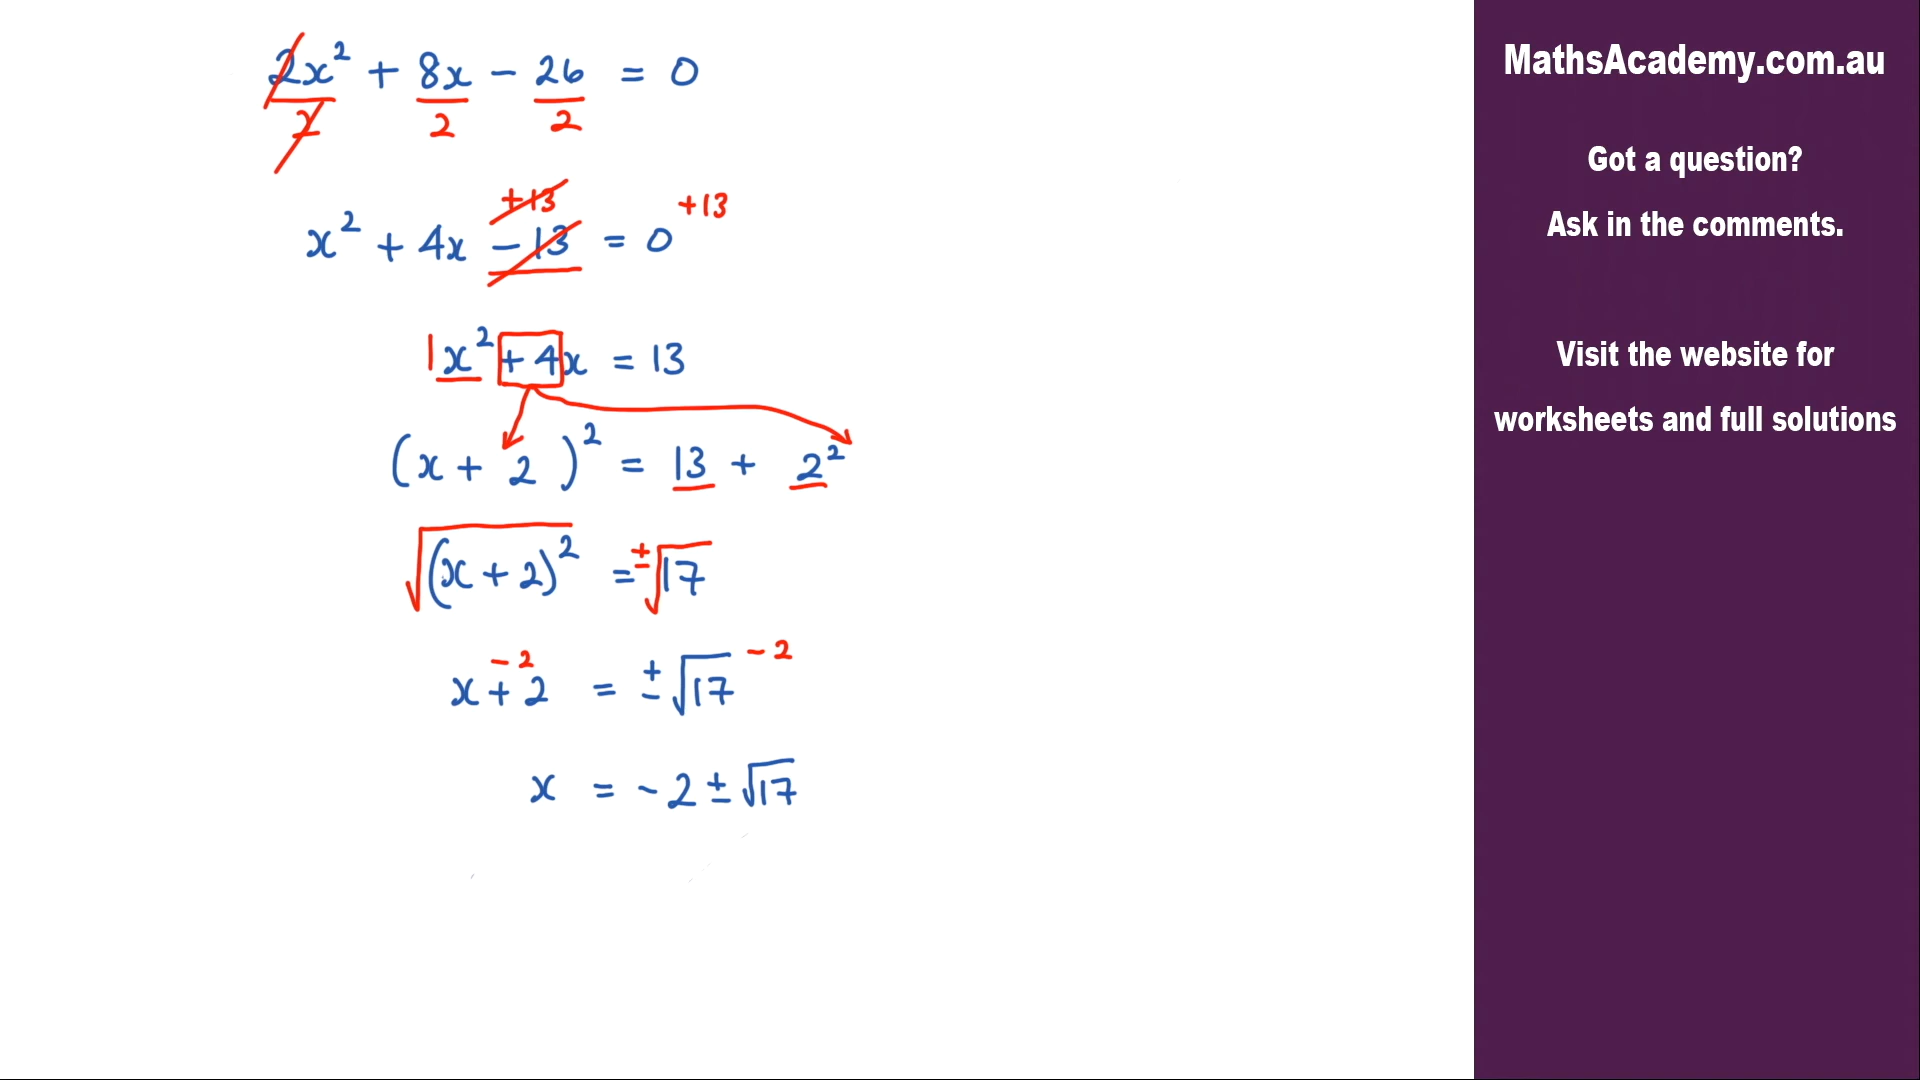 2x² + 8x - 26 = 0
2 2 2
+13 +13
x² + 4x - 13 = 0
1x² + 4x = 13
(x + 2)² = 13 + 2²
√(x + 2)² = ±√17
- 2 - 2
x + 2 = ±√17
x = -2 ± √17
MathsAcademy.com.au
Got a question?
Ask in the comments.
Visit the website for
worksheets and full solutions